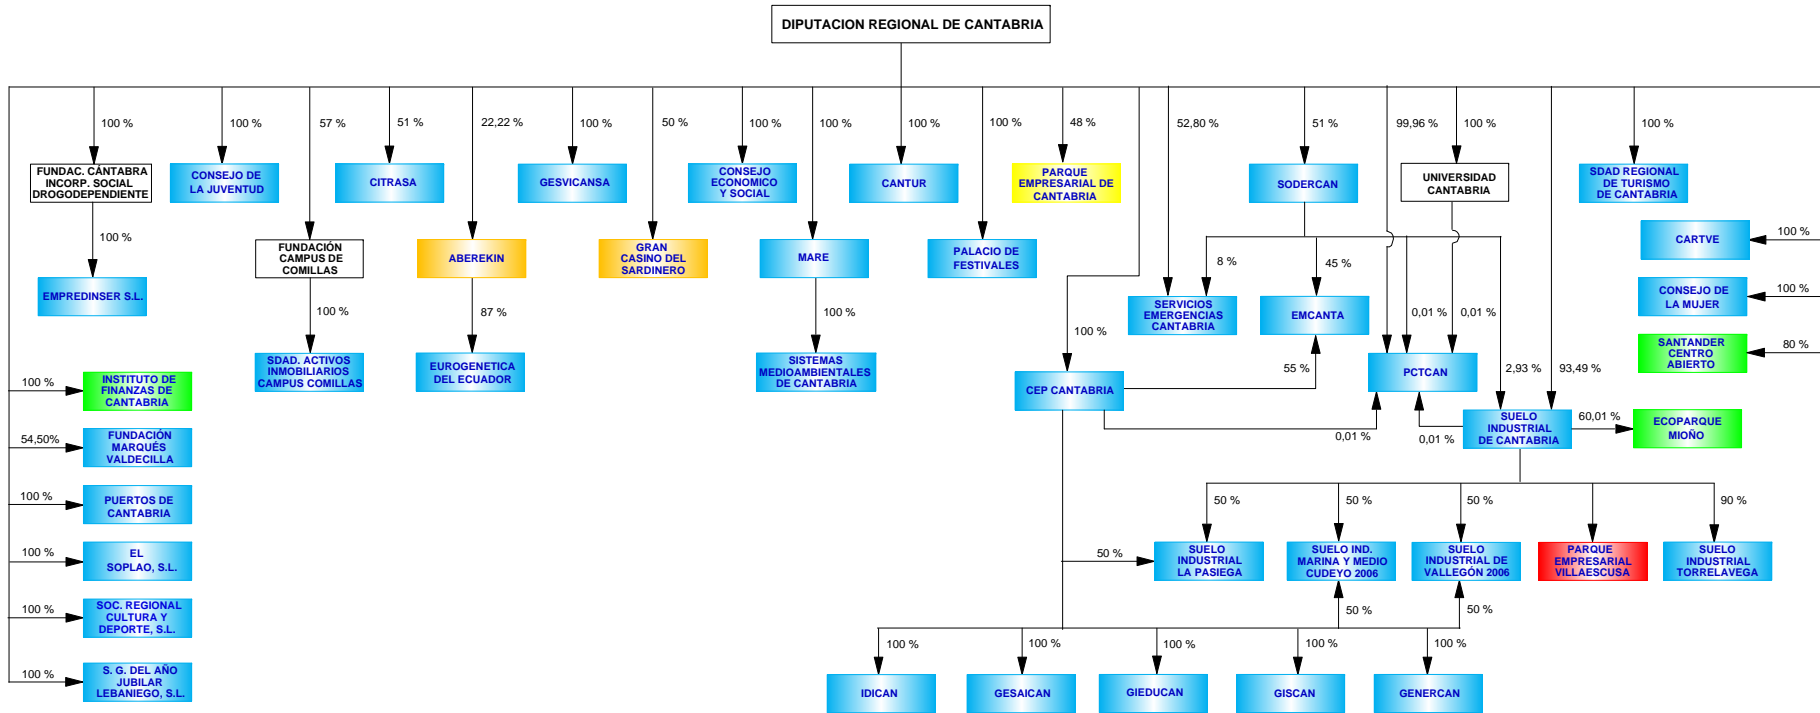 DIPUTACION REGIONAL DE CANTABRIA
100 %
100 %
57 %
51 %
22,22 %
100 %
50 %
100 %
100 %
100 %
100 %
48 %
52,80 %
51 %
99,96 %
100 %
100 %
FUNDAC. CÁNTABRA
INCORP. SOCIAL
DROGODEPENDIENTE
CONSEJO DE
LA JUVENTUD
CITRASA
GESVICANSA
CONSEJO
ECONOMICO
Y SOCIAL
CANTUR
PARQUE
EMPRESARIAL DE
CANTABRIA
SODERCAN
UNIVERSIDAD
CANTABRIA
SDAD REGIONAL
DE TURISMO
DE CANTABRIA
100 %
FUNDACIÓN
CAMPUS DE
COMILLAS
ABEREKIN
GRAN
CASINO DEL
SARDINERO
MARE
PALACIO DE
FESTIVALES
8 %
45 %
CARTVE
100 %
EMPREDINSER S.L.
100 %
87 %
100 %
100 %
SERVICIOS
EMERGENCIAS
CANTABRIA
EMCANTA
0,01 %
0,01 %
CONSEJO DE
LA MUJER
100 %
SDAD. ACTIVOS
INMOBILIARIOS
CAMPUS COMILLAS
EUROGENETICA
DEL ECUADOR
SISTEMAS
MEDIOAMBIENTALES
DE CANTABRIA
CEP CANTABRIA
55 %
PCTCAN
2,93 %
93,49 %
SANTANDER
CENTRO
ABIERTO
80 %
100 %
INSTITUTO DE
FINANZAS DE
CANTABRIA
0,01 %
0,01 %
SUELO
INDUSTRIAL
DE CANTABRIA
60,01 %
ECOPARQUE
MIOÑO
54,50%
FUNDACIÓN
MARQUÉS
VALDECILLA
100 %
PUERTOS DE
CANTABRIA
50 %
50 %
50 %
90 %
100 %
EL
SOPLAO, S.L.
50 %
SUELO
INDUSTRIAL
LA PASIEGA
SUELO IND.
MARINA Y MEDIO
CUDEYO 2006
SUELO
INDUSTRIAL DE
VALLEGÓN 2006
PARQUE
EMPRESARIAL
VILLAESCUSA
SUELO
INDUSTRIAL
TORRELAVEGA
100 %
SOC. REGIONAL
CULTURA Y
DEPORTE, S.L.
50 %
50 %
100 %
100 %
100 %
100 %
100 %
100 %
S. G. DEL AÑO
JUBILAR
LEBANIEGO, S.L.
IDICAN
GESAICAN
GIEDUCAN
GISCAN
GENERCAN